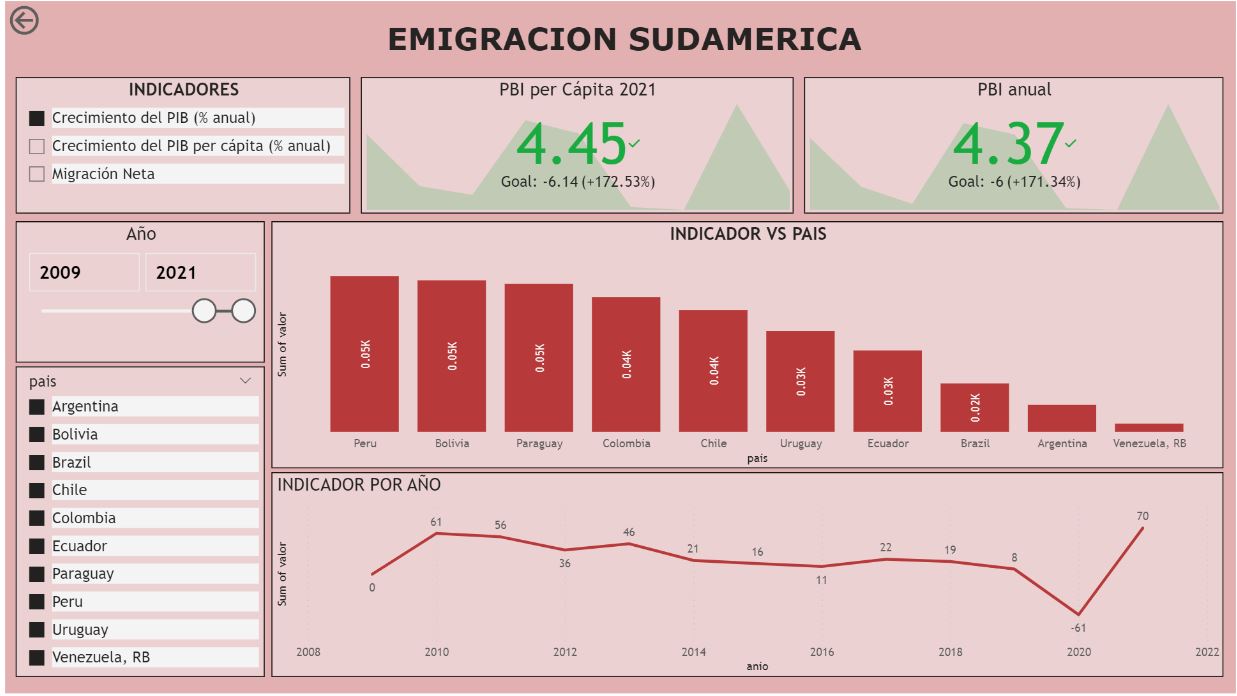 EMIGRACION SUDAMERICA
INDICADORES
Crecimiento del PIB (% anual)
Crecimiento del PIB per cápita (% anual)
Migración Neta
PBI per Cápita 2021
4.45
Goal: -6.14 (+172.53%)
PBI anual
4.37
Goal: -6 (+171.34%)
Año
2009 2021
pais
Argentina
Bolivia
Brazil
Chile
Colombia
Ecuador
Paraguay
Peru
Uruguay
Venezuela, RB
INDICADOR VS PAIS
Sum of valor
0.05K 0.05K 0.05K 0.04K 0.04K 0.03K 0.03K 0.02K
Peru Bolivia Paraguay Colombia Chile Uruguay Ecuador Brazil Argentina Venezuela, RB
pais
INDICADOR POR AÑO
Sum of valor
0 61 56 36 46 21 16 11 22 19 8 -61 70
2008 2010 2012 2014 2016 2018 2020 2022
anio